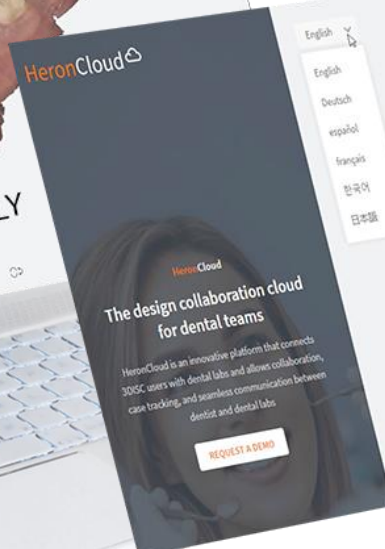 HeronCloud
English
English
Deutsch
español
français
한국어
日本語
LY
HeronCloud
The design collaboration cloud
for dental teams
HeronCloud is an innovative platform that connects
3DISC users with dental labs and allows collaboration,
case tracking, and seamless communication between
dentist and dental labs
REQUEST A DEMO